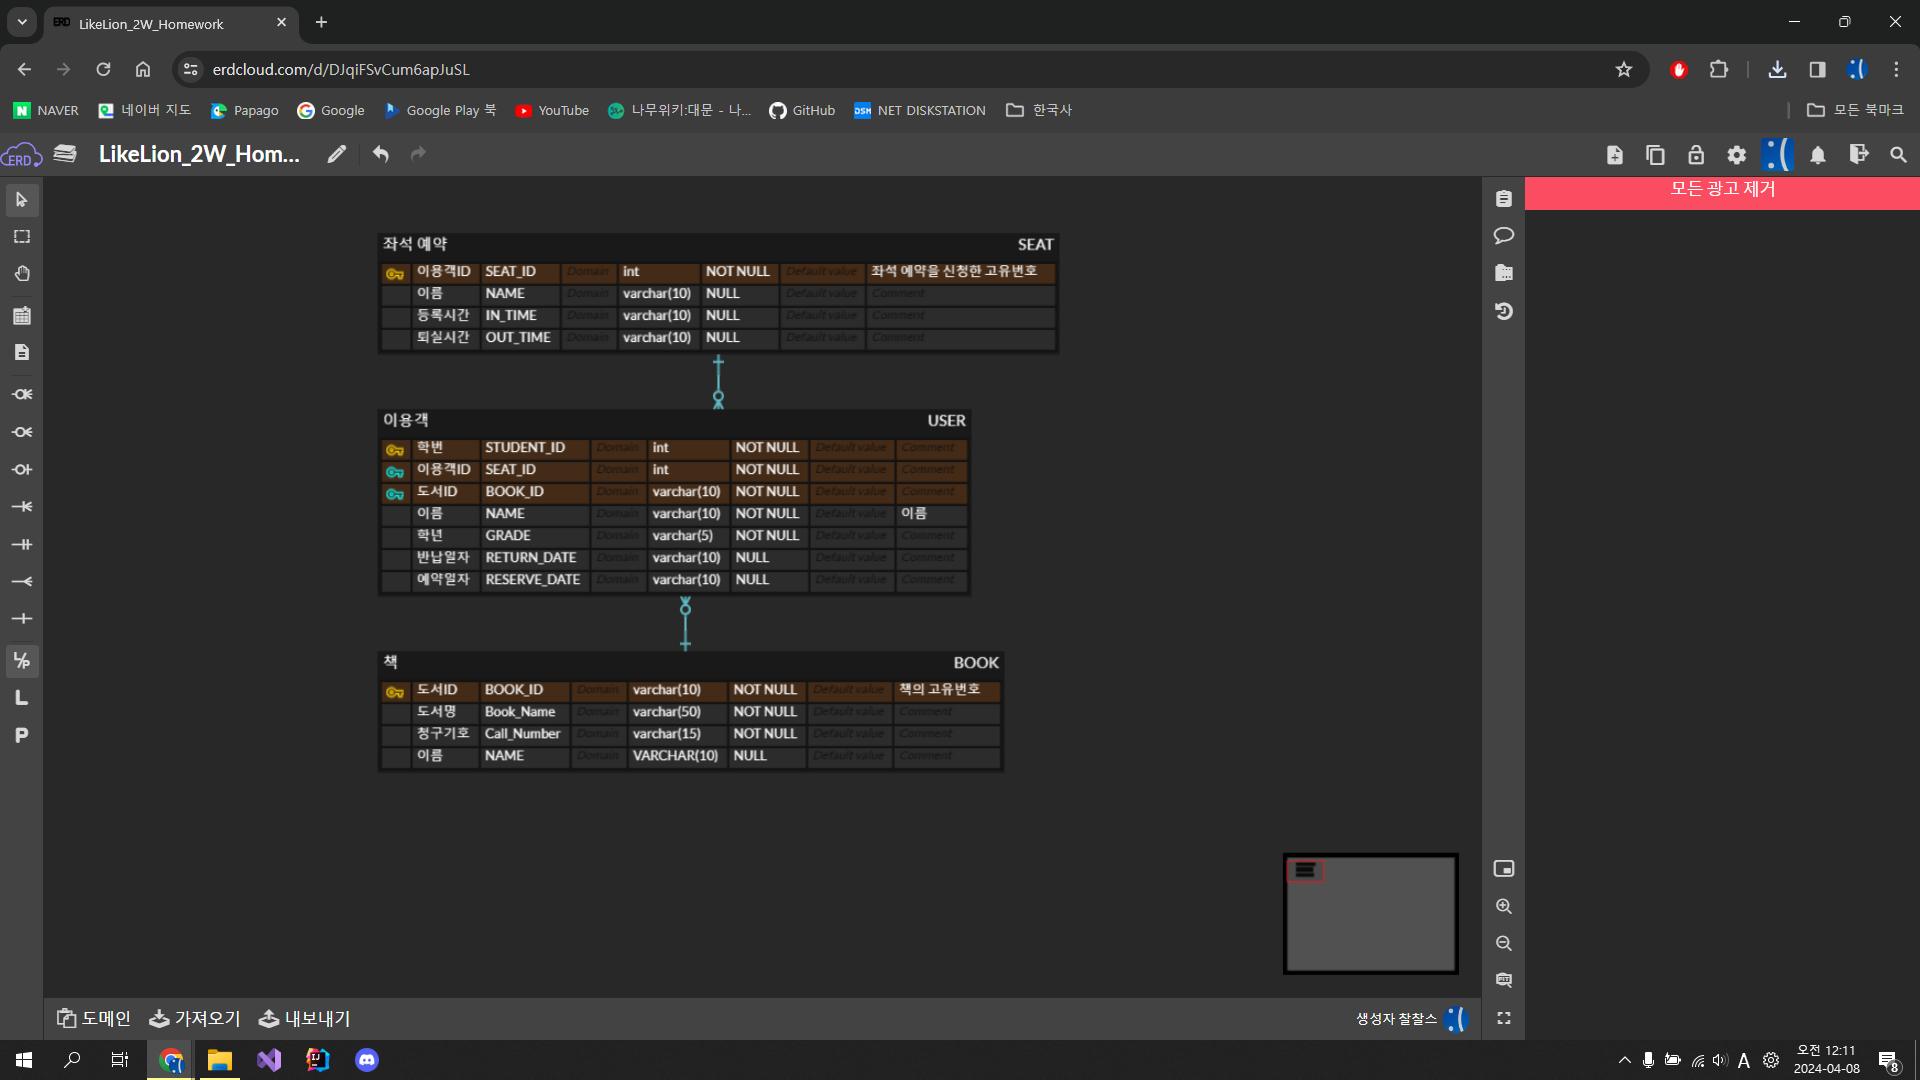 ERD LikeLion_2W_Homework
erdcloud.com/d/DJqiFSvCum6apJuSL
NAVER 네이버 지도 Papago Google Google Play 북 YouTube 나무위키:대문 - 나... GitHub DSM NET DISKSTATION 한국사 모든 북마크
ERD LikeLion_2W_Hom...
모든 광고 제거
좌석 예약 SEAT
이용객ID SEAT_ID Domain int NOT NULL Default value 좌석 예약을 신청한 고유번호
이름 NAME Domain varchar(10) NULL Default value Comment
등록시간 IN_TIME Domain varchar(10) NULL Default value Comment
퇴실시간 OUT_TIME Domain varchar(10) NULL Default value Comment
이용객 USER
학번 STUDENT_ID Domain int NOT NULL Default value Comment
이용객ID SEAT_ID Domain int NOT NULL Default value Comment
도서ID BOOK_ID Domain varchar(10) NOT NULL Default value Comment
이름 NAME Domain varchar(10) NOT NULL Default value 이름
학년 GRADE Domain varchar(5) NOT NULL Default value Comment
반납일자 RETURN_DATE Domain varchar(10) NULL Default value Comment
예약일자 RESERVE_DATE Domain varchar(10) NULL Default value Comment
책 BOOK
도서ID BOOK_ID Domain varchar(10) NOT NULL Default value 책의 고유번호
도서명 Book_Name Domain varchar(50) NOT NULL Default value Comment
청구기호 Call_Number Domain varchar(15) NOT NULL Default value Comment
이름 NAME Domain VARCHAR(10) NULL Default value Comment
L/P
L
P
도메인 가져오기 내보내기 생성자 찰찰스
A 오전 12:11
2024-04-08 8